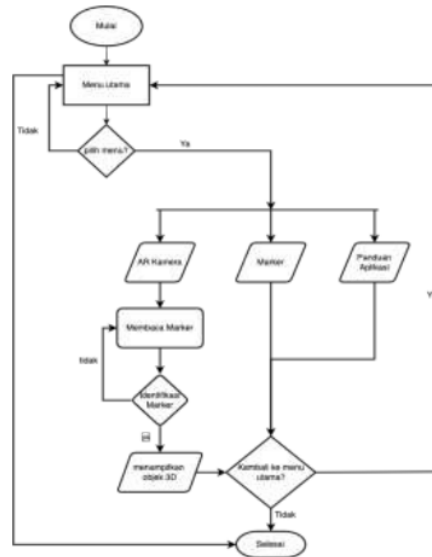 Mulai
Menu utama
Tidak
pilih menu?
Ya
AR Kamera
Marker
Panduan
Aplikasi
Membaca Marker
tidak
Identifikasi
Marker
menampilkan
objek 3D
Kembali ke menu
utama?
Y
Tidak
Selesai